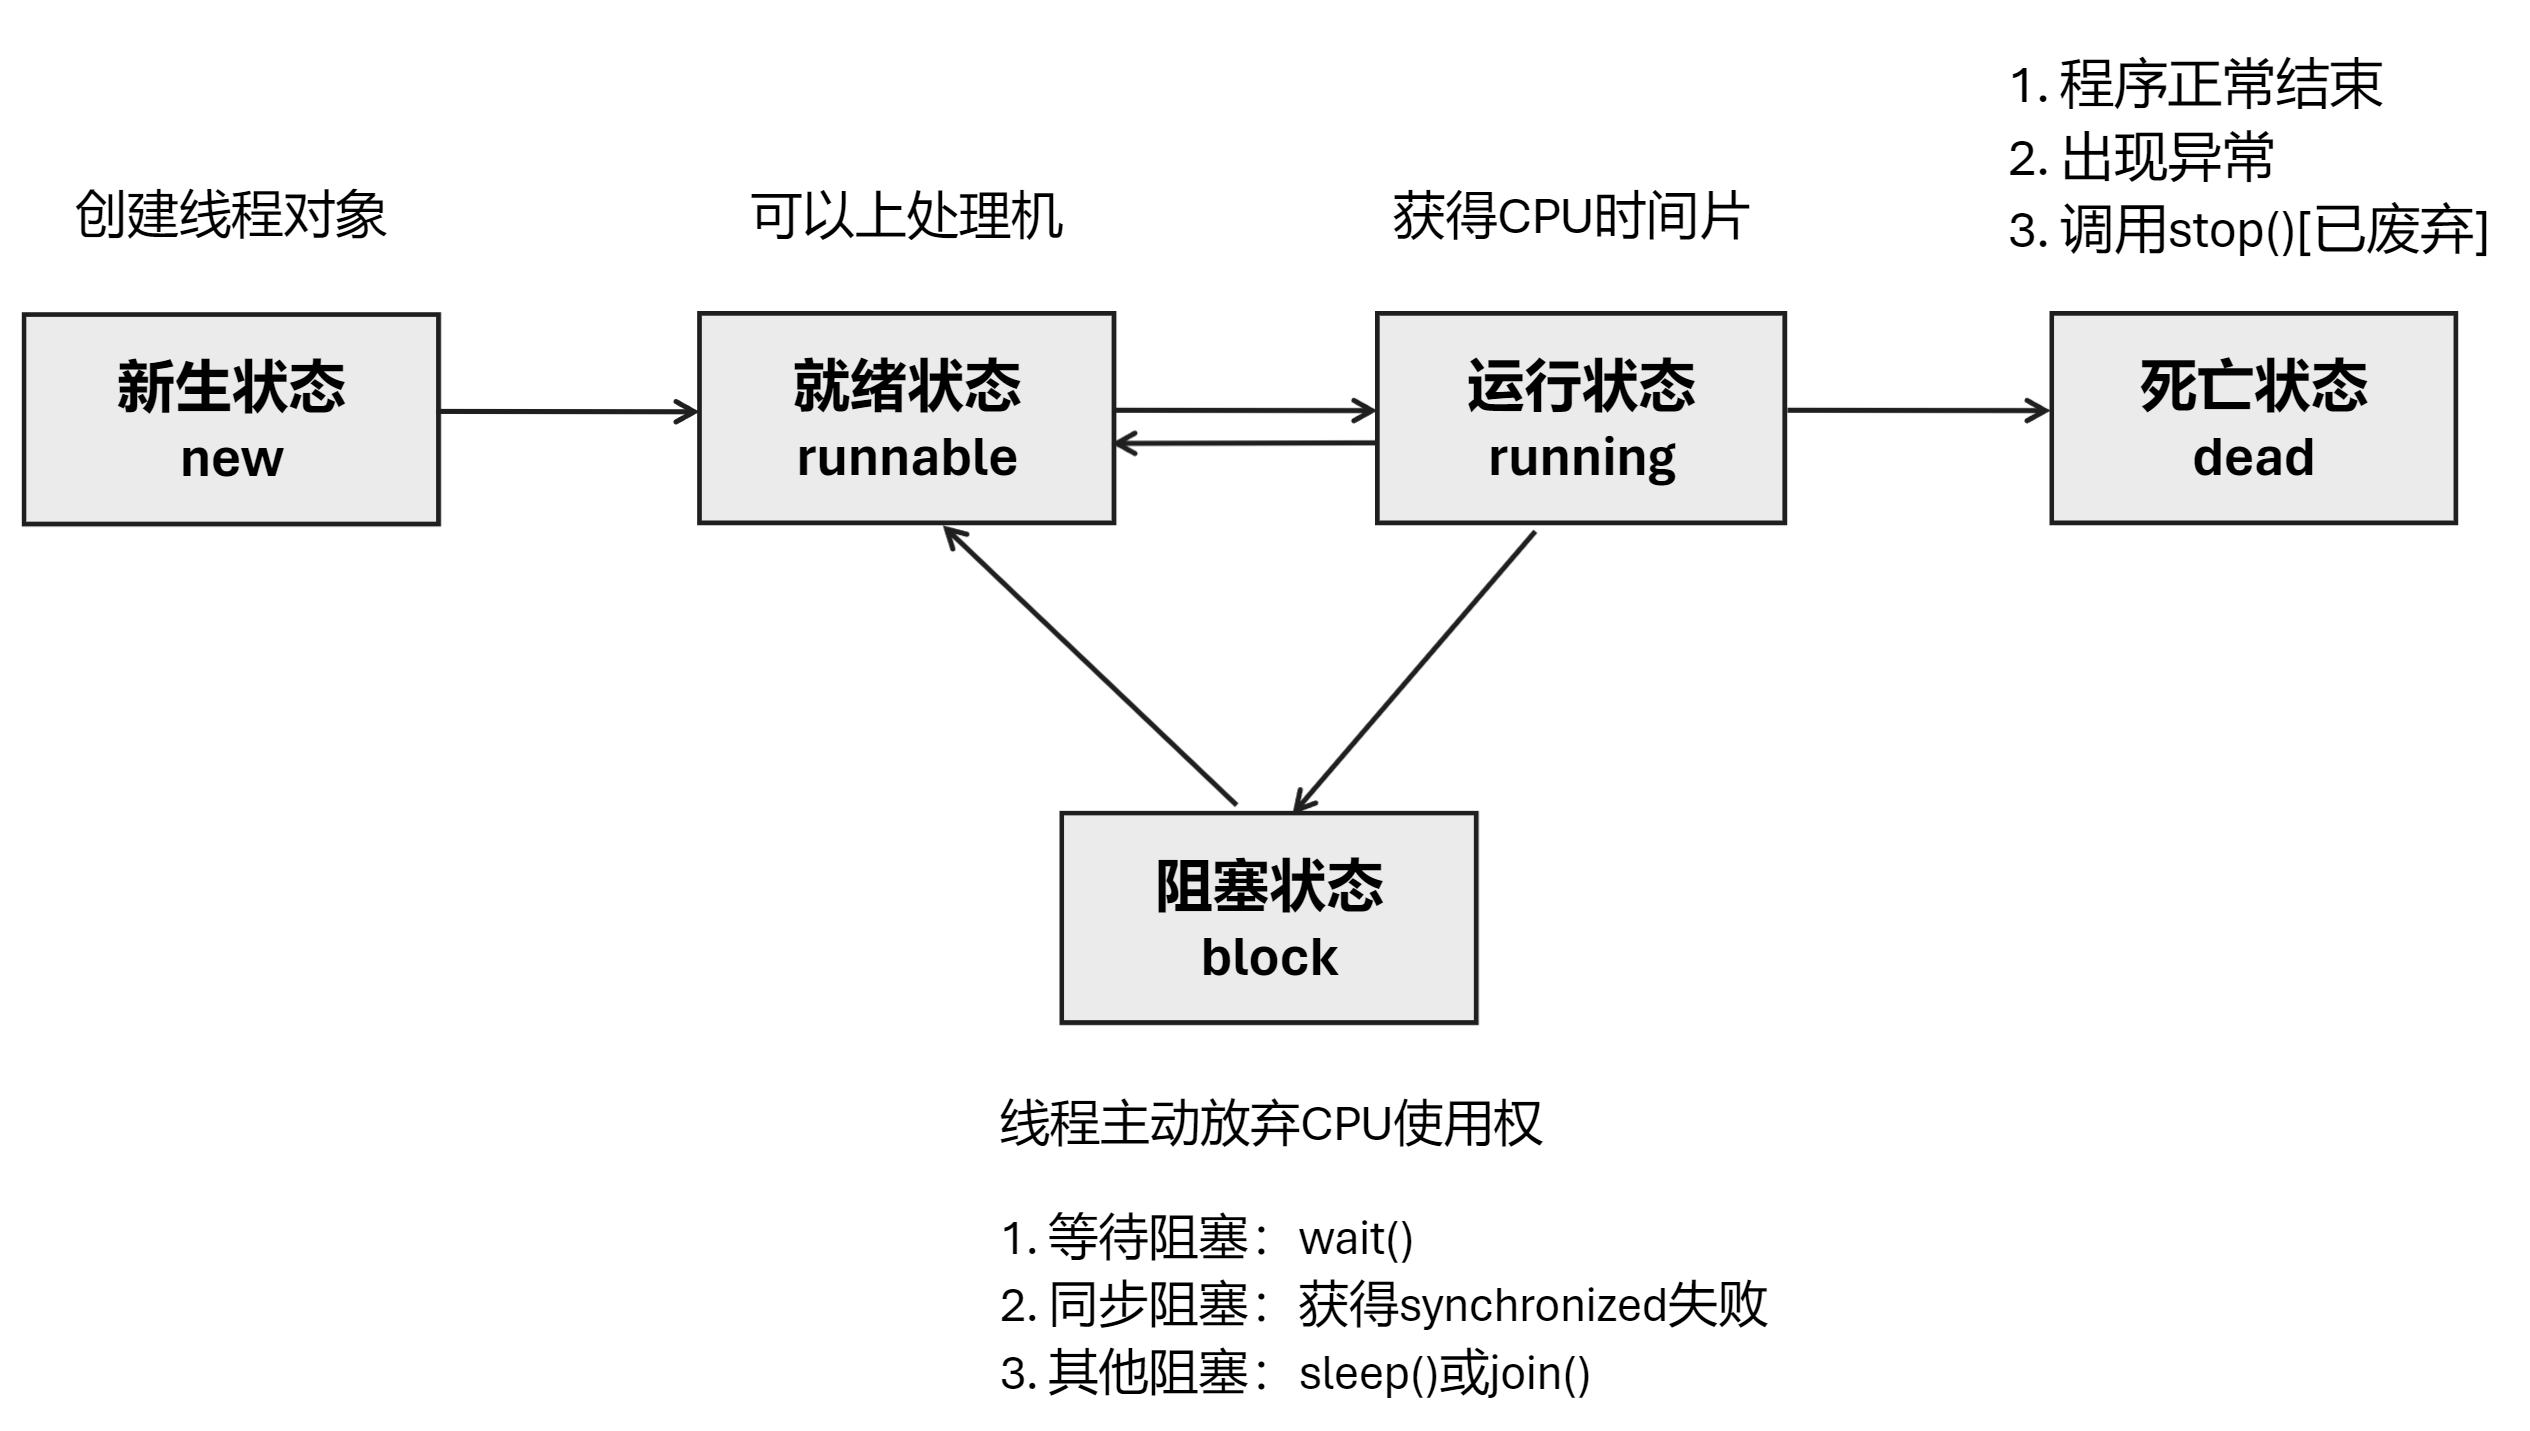 创建线程对象
可以上处理机
获得CPU时间片
1. 程序正常结束
2. 出现异常
3. 调用stop()[已废弃]
新生状态
new
就绪状态
runnable
运行状态
running
死亡状态
dead
阻塞状态
block
线程主动放弃CPU使用权
1. 等待阻塞：wait()
2. 同步阻塞：获得synchronized失败
3. 其他阻塞：sleep()或join()